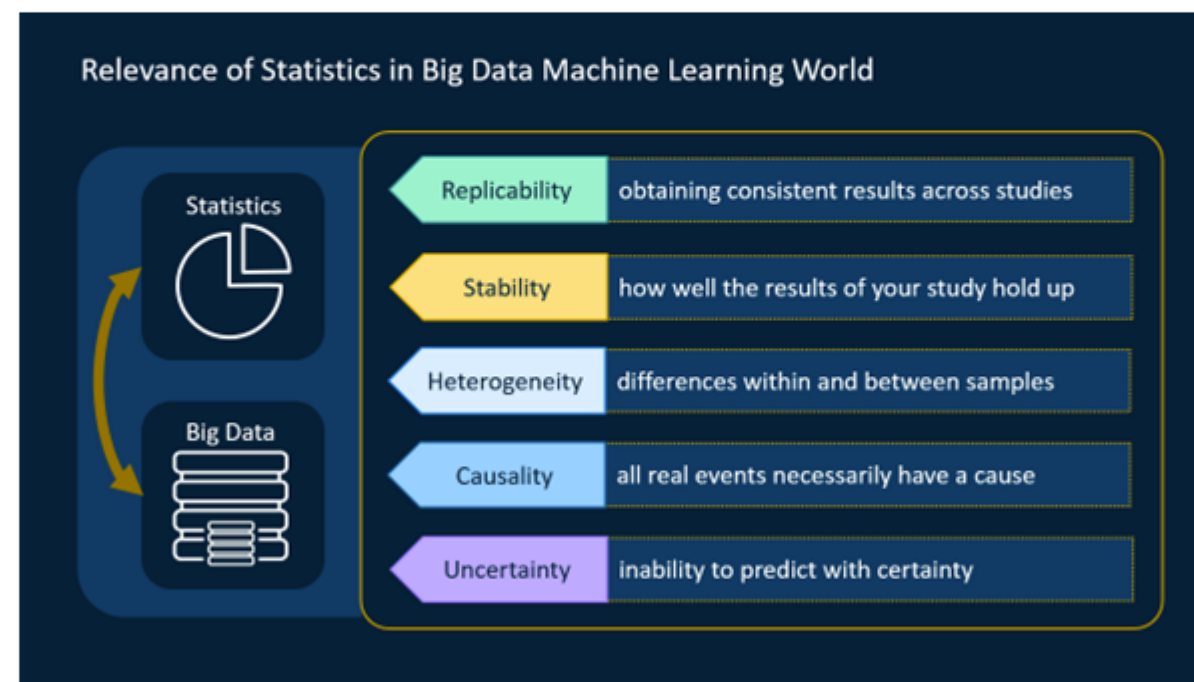 Relevance of Statistics in Big Data Machine Learning World
Statistics
Big Data
Replicability
obtaining consistent results across studies
Stability
how well the results of your study hold up
Heterogeneity
differences within and between samples
Causality
all real events necessarily have a cause
Uncertainty
inability to predict with certainty